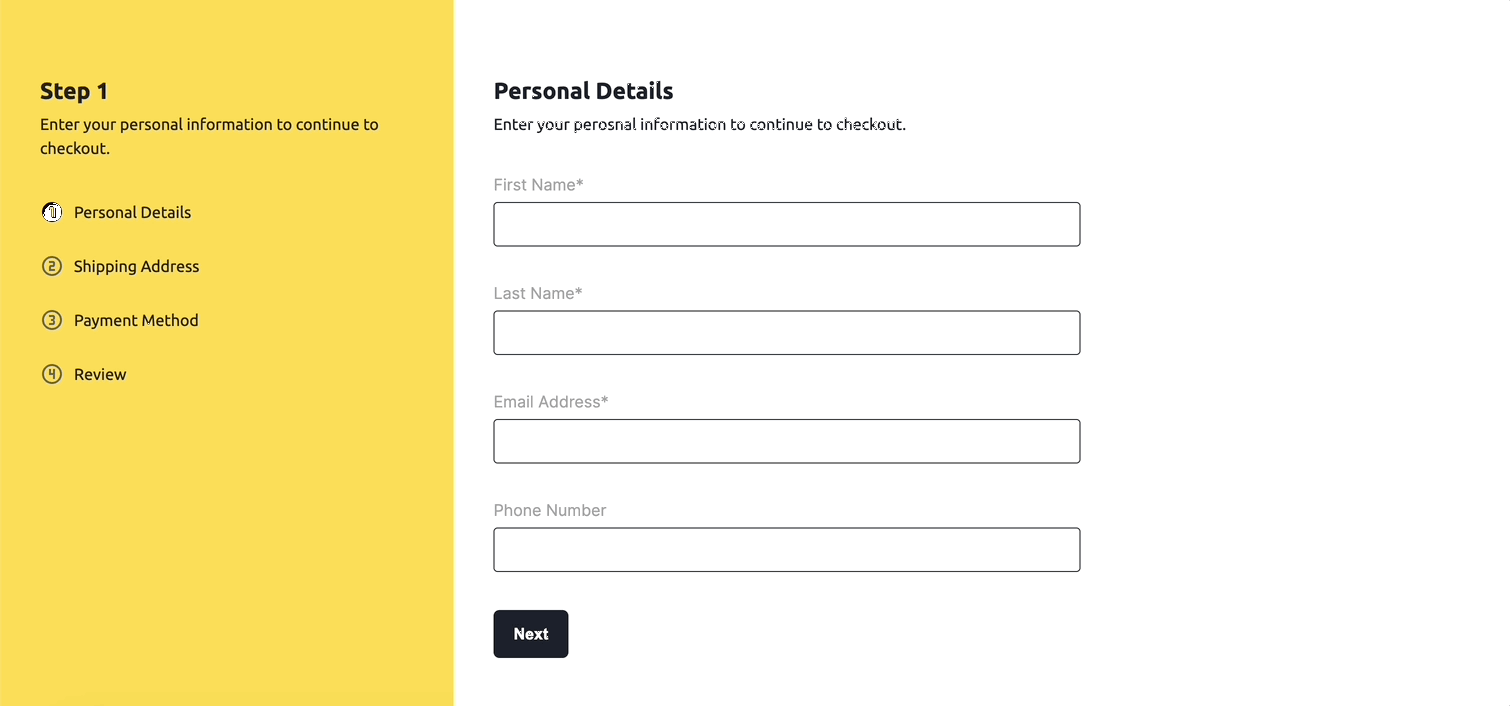 Step 1
Enter your personal information to continue to
checkout.
1 Personal Details
2 Shipping Address
3 Payment Method
4 Review
Personal Details
Enter your perosnal information to continue to checkout.
First Name*
Last Name*
Email Address*
Phone Number
Next